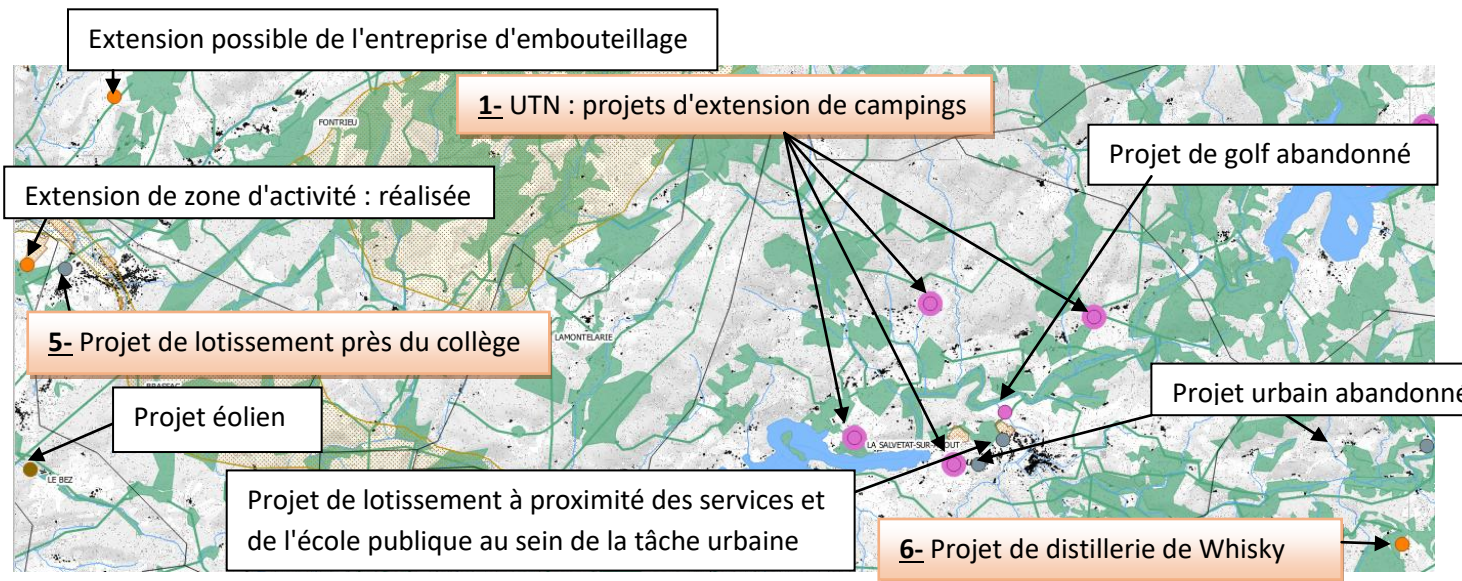 Extension possible de l'entreprise d'embouteillage
1- UTN : projets d'extension de campings
FONTRIEU
Projet de golf abandonné
Extension de zone d'activité : réalisée
5- Projet de lotissement près du collège
LAMONTELARIE
Projet urbain abandonné
Projet éolien
LA SALVETAT-SUR-AGOUT
LE BEZ
Projet de lotissement à proximité des services et
de l'école publique au sein de la tâche urbaine
6- Projet de distillerie de Whisky